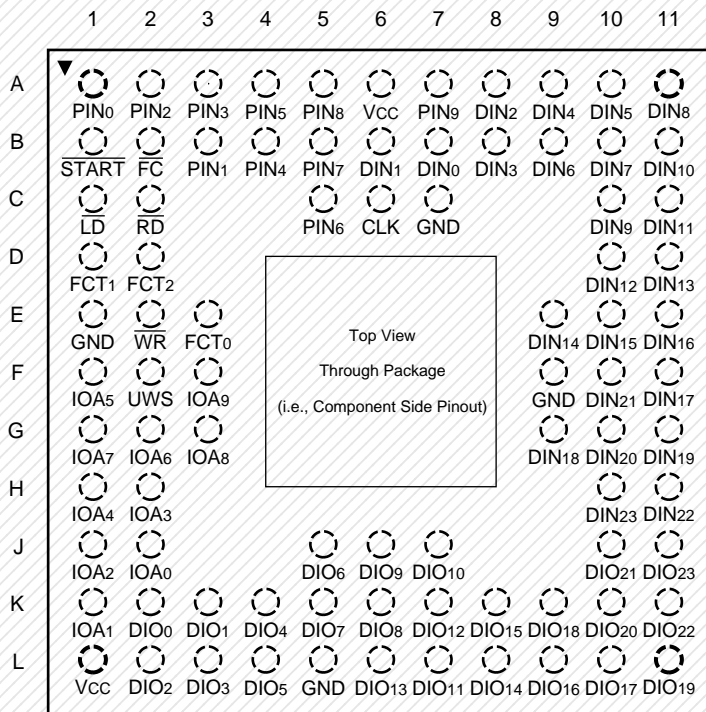 1 2 3 4 5 6 7 8 9 10 11
A
PIN0 PIN2 PIN3 PIN5 PIN8 VCC PIN9 DIN2 DIN4 DIN5 DIN8
B
START FC PIN1 PIN4 PIN7 DIN1 DIN0 DIN3 DIN6 DIN7 DIN10
C
LD RD PIN6 CLK GND DIN9 DIN11
D
FCT1 FCT2 DIN12 DIN13
E
GND WR FCT0 DIN14 DIN15 DIN16
Top View
F
Through Package
IOA5 UWS IOA9 GND DIN21 DIN17
(i.e., Component Side Pinout)
G
IOA7 IOA6 IOA8 DIN18 DIN20 DIN19
H
IOA4 IOA3 DIN23 DIN22
J
IOA2 IOA0 DIO6 DIO9 DIO10 DIO21 DIO23
K
IOA1 DIO0 DIO1 DIO4 DIO7 DIO8 DIO12 DIO15 DIO18 DIO20 DIO22
L
VCC DIO2 DIO3 DIO5 GND DIO13 DIO11 DIO14 DIO16 DIO17 DIO19